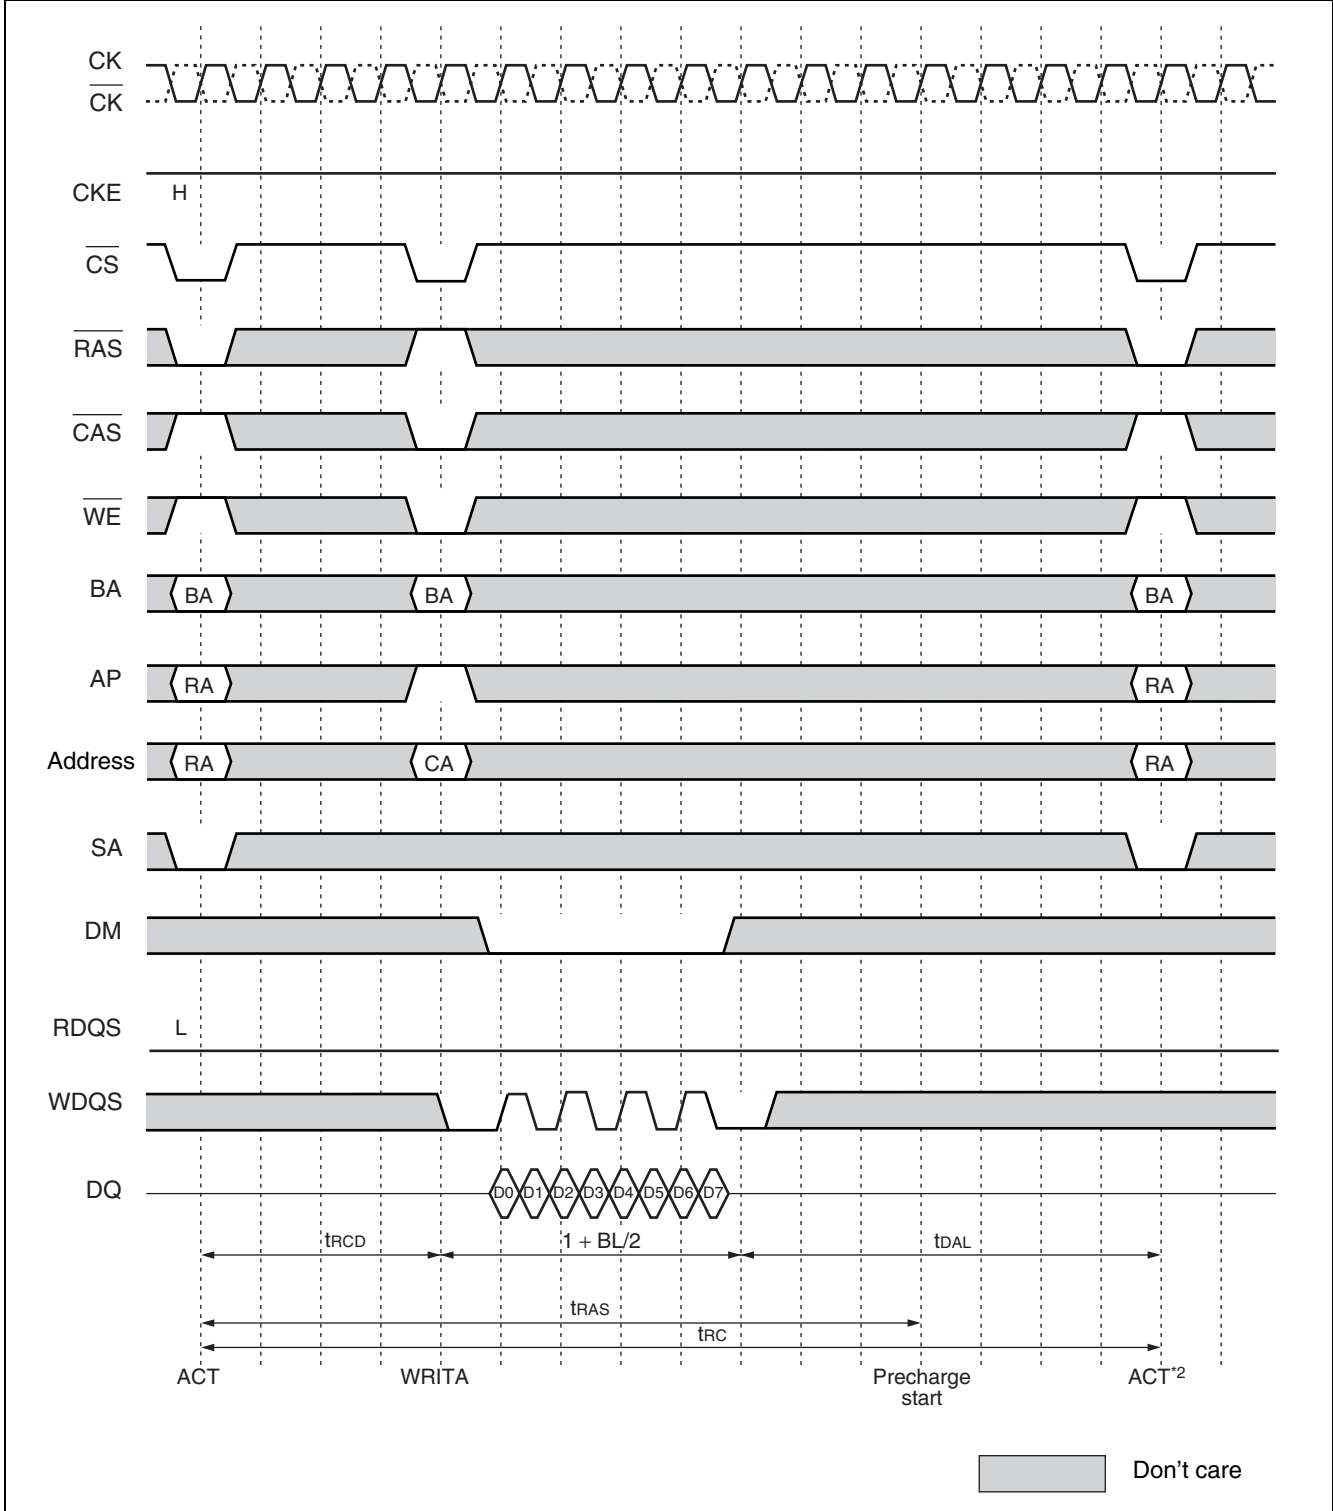 CK
CK
CKE H
CS
RAS
CAS
WE
BA BA BA BA
AP RA RA
Address RA CA RA
SA
DM
RDQS L
WDQS
DQ D0 D1 D2 D3 D4 D5 D6 D7
tRCD 1 + BL/2 tDAL
tRAS
tRC
ACT WRITA Precharge start ACT*2
Don't care